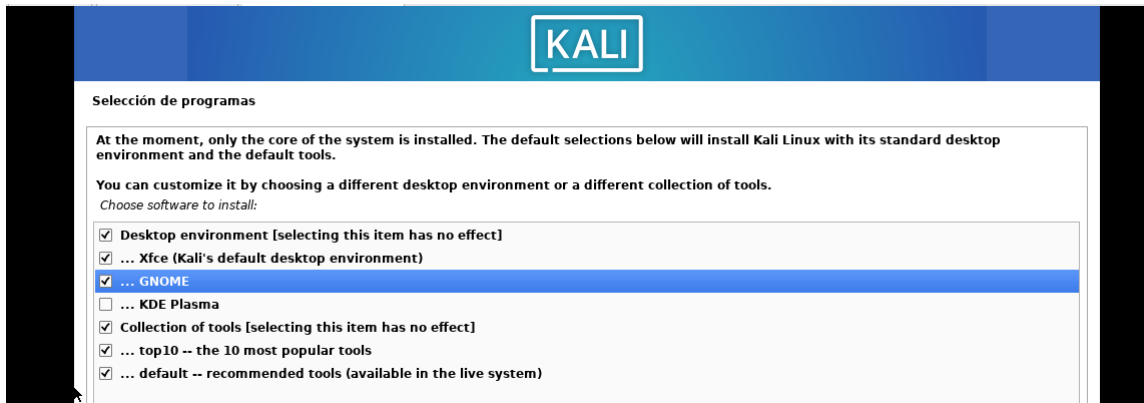 KALI
Selección de programas
At the moment, only the core of the system is installed. The default selections below will install Kali Linux with its standard desktop
environment and the default tools.
You can customize it by choosing a different desktop environment or a different collection of tools.
Choose software to install:
Desktop environment [selecting this item has no effect]
... Xfce (Kali's default desktop environment)
... GNOME
... KDE Plasma
Collection of tools [selecting this item has no effect]
... top10 -- the 10 most popular tools
... default -- recommended tools (available in the live system)